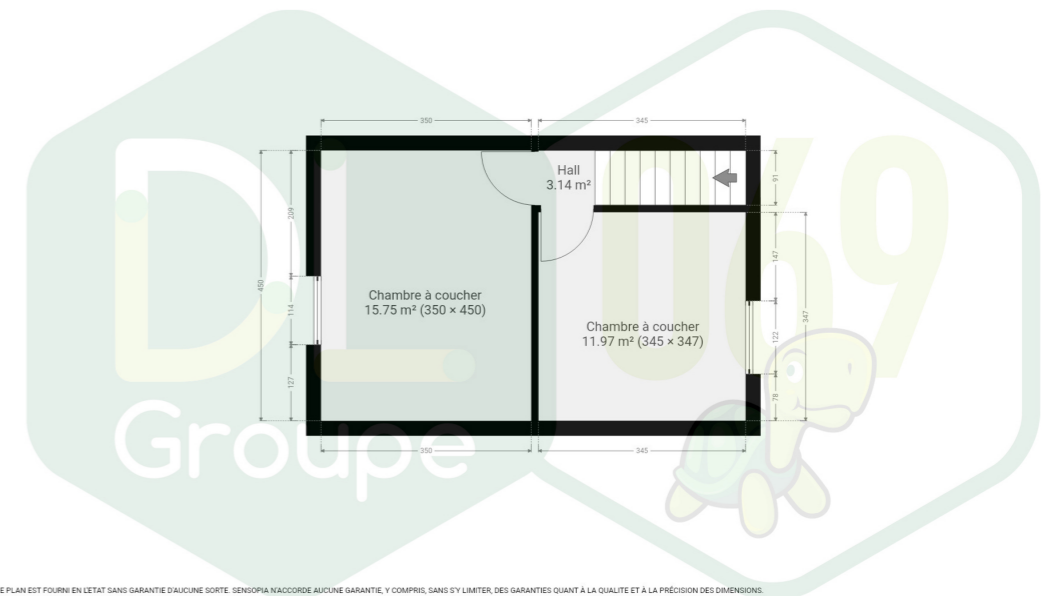 350
345
Hall
3.14 m²
91
209
450
114
127
147
347
122
78
Chambre à coucher
15.75 m² (350 × 450)
Chambre à coucher
11.97 m² (345 × 347)
350
345
DL
069
Groupe
E PLAN EST FOURNI EN L'ETAT SANS GARANTIE D'AUCUNE SORTE. SENSOPIA N'ACCORDE AUCUNE GARANTIE, Y COMPRIS, SANS S'Y LIMITER, DES GARANTIES QUANT À LA QUALITE ET À LA PRÉCISION DES DIMENSIONS.